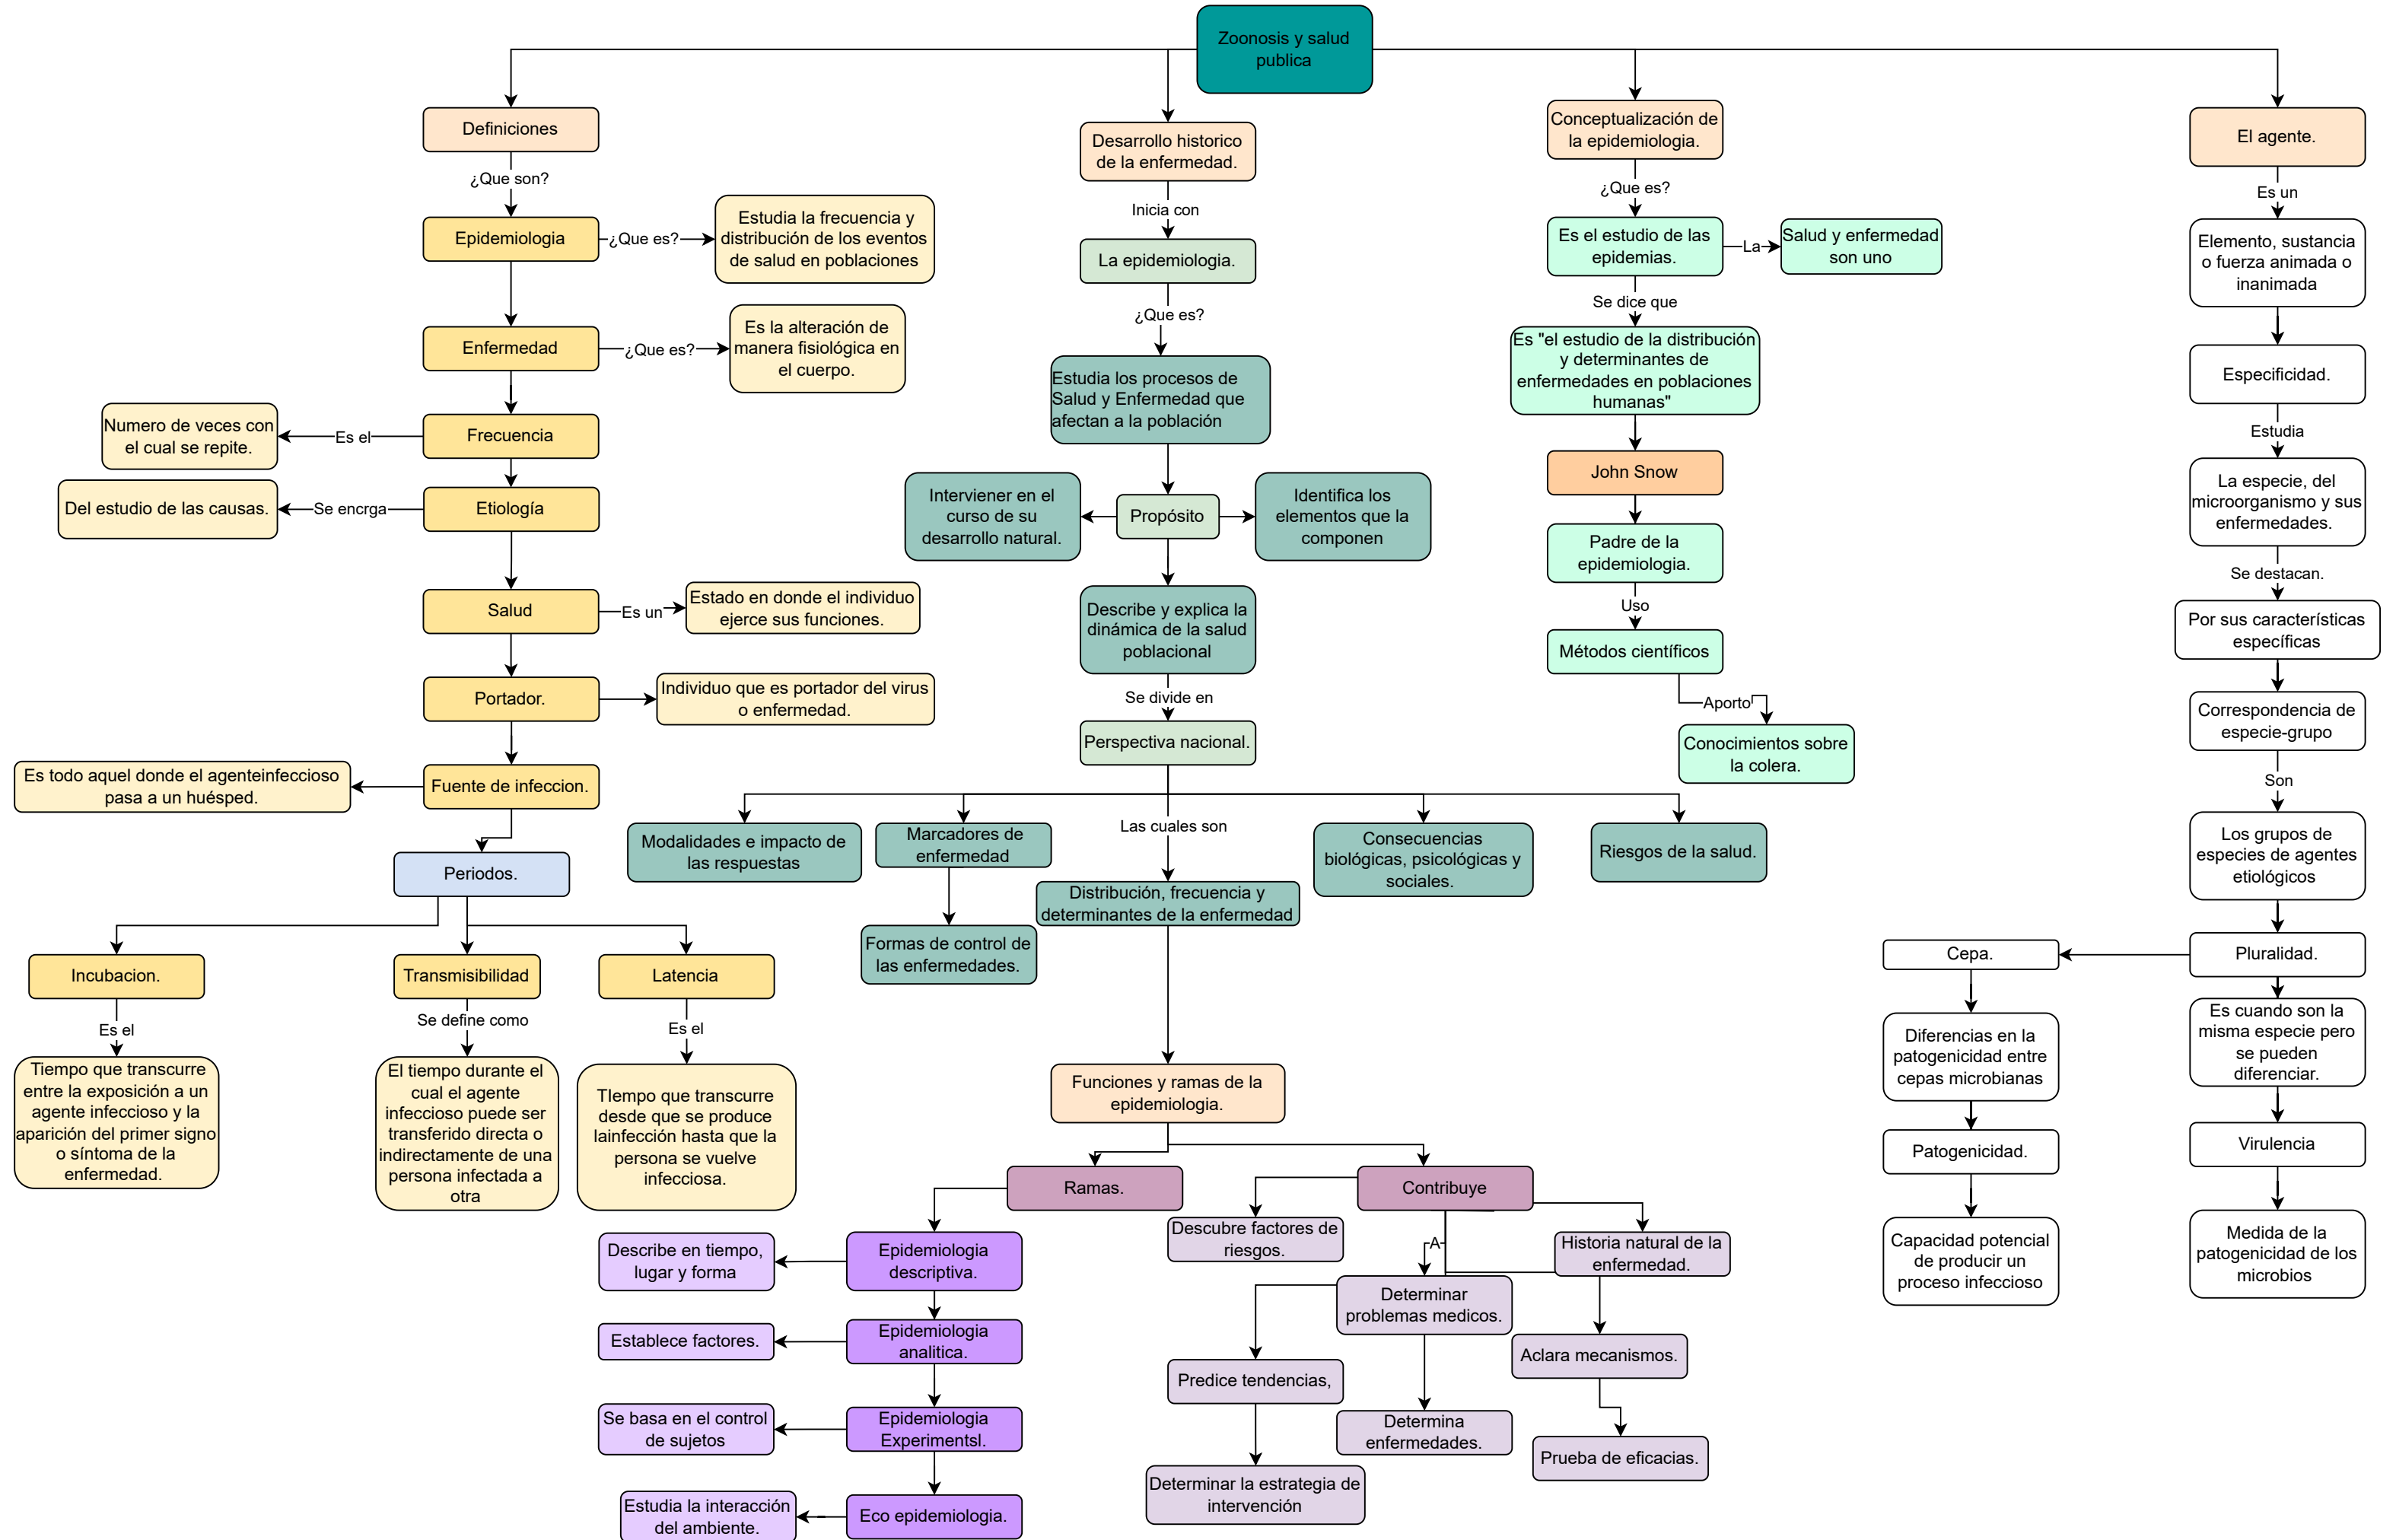 Zoonosis y salud
publica
Definiciones
¿Que son?
Epidemiologia
¿Que es?
Estudia la frecuencia y
distribución de los eventos
de salud en poblaciones
Enfermedad
¿Que es?
Es la alteración de
manera fisiológica en
el cuerpo.
Frecuencia
Es el
Numero de veces con
el cual se repite.
Etiología
Se encrga
Del estudio de las causas.
Salud
Es un
Estado en donde el individuo
ejerce sus funciones.
Portador.
Individuo que es portador del virus
o enfermedad.
Fuente de infeccion.
Es todo aquel donde el agenteinfeccioso
pasa a un huésped.
Periodos.
Incubacion.
Es el
Tiempo que transcurre
entre la exposición a un
agente infeccioso y la
aparición del primer signo
o síntoma de la
enfermedad.
Transmisibilidad
Se define como
El tiempo durante el
cual el agente
infeccioso puede ser
transferido directa o
indirectamente de una
persona infectada a
otra
Latencia
Es el
TIempo que transcurre
desde que se produce
lainfección hasta que la
persona se vuelve
infecciosa.
Desarrollo historico
de la enfermedad.
Inicia con
La epidemiologia.
¿Que es?
Estudia los procesos de
Salud y Enfermedad que
afectan a la población
Propósito
Interviener en el
curso de su
desarrollo natural.
Identifica los
elementos que la
componen
Describe y explica la
dinámica de la salud
poblacional
Se divide en
Perspectiva nacional.
Las cuales son
Modalidades e impacto de
las respuestas
Marcadores de
enfermedad
Formas de control de
las enfermedades.
Distribución, frecuencia y
determinantes de la enfermedad
Consecuencias
biológicas, psicológicas y
sociales.
Riesgos de la salud.
Funciones y ramas de la
epidemiologia.
Ramas.
Epidemiologia
descriptiva.
Describe en tiempo,
lugar y forma
Epidemiologia
analitica.
Establece factores.
Epidemiologia
Experimentsl.
Se basa en el control
de sujetos
Eco epidemiologia.
Estudia la interacción
del ambiente.
Contribuye
Descubre factores de
riesgos.
A
Determinar
problemas medicos.
Historia natural de la
enfermedad.
Predice tendencias,
Determinar la estrategia de
intervención
Determina
enfermedades.
Aclara mecanismos.
Prueba de eficacias.
Conceptualización de
la epidemiologia.
¿Que es?
Es el estudio de las
epidemias.
La
Salud y enfermedad
son uno
Se dice que
Es "el estudio de la distribución
y determinantes de
enfermedades en poblaciones
humanas"
John Snow
Padre de la
epidemiologia.
Uso
Métodos científicos
Aporto
Conocimientos sobre
la colera.
El agente.
Es un
Elemento, sustancia
o fuerza animada o
inanimada
Especificidad.
Estudia
La especie, del
microorganismo y sus
enfermedades.
Se destacan.
Por sus características
específicas
Correspondencia de
especie-grupo
Son
Los grupos de
especies de agentes
etiológicos
Pluralidad.
Cepa.
Diferencias en la
patogenicidad entre
cepas microbianas
Patogenicidad.
Capacidad potencial
de producir un
proceso infeccioso
Es cuando son la
misma especie pero
se pueden
diferenciar.
Virulencia
Medida de la
patogenicidad de los
microbios